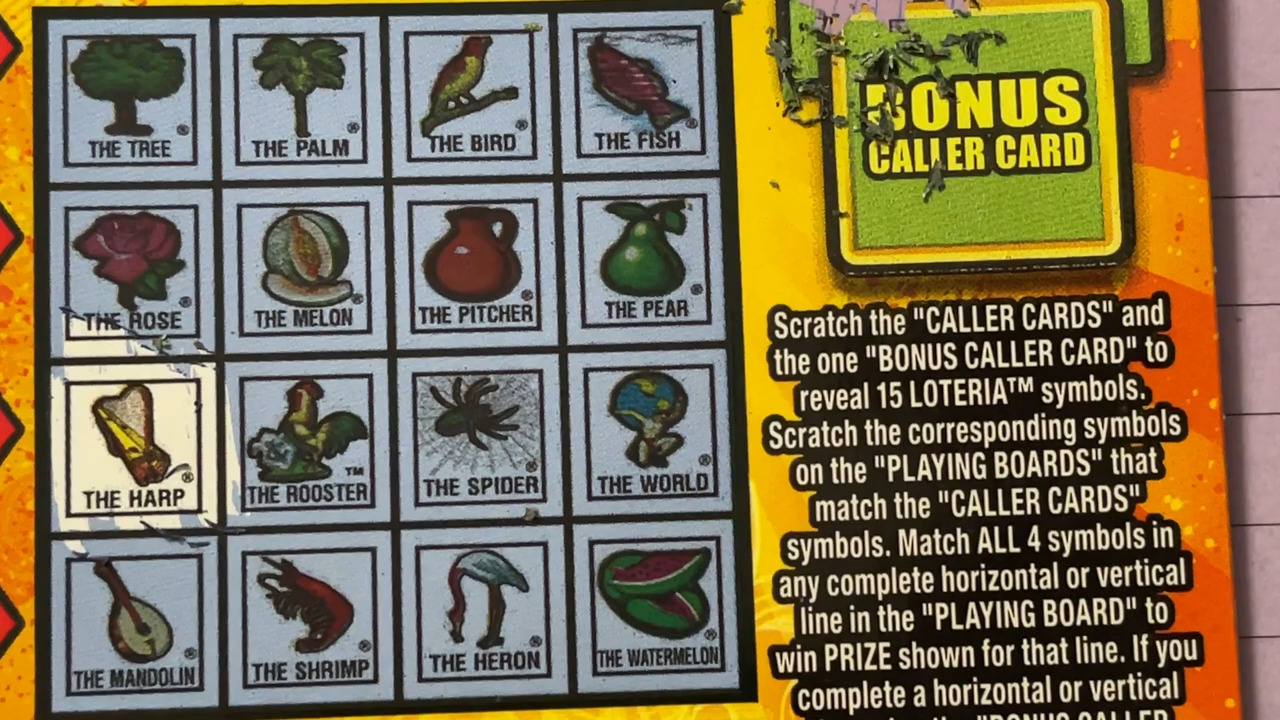 THE TREE ®
THE PALM ®
THE BIRD ®
THE FISH ®
THE ROSE ®
THE MELON ®
THE PITCHER ®
THE PEAR ®
THE HARP ®
THE ROOSTER ™
THE SPIDER ®
THE WORLD ®
THE MANDOLIN ®
THE SHRIMP ®
THE HERON ®
THE WATERMELON ®
BONUS
CALLER CARD
Scratch the "CALLER CARDS" and
the one "BONUS CALLER CARD" to
reveal 15 LOTERIA™ symbols.
Scratch the corresponding symbols
on the "PLAYING BOARDS" that
match the "CALLER CARDS"
symbols. Match ALL 4 symbols in
any complete horizontal or vertical
line in the "PLAYING BOARD" to
win PRIZE shown for that line. If you
complete a horizontal or vertical
"BONUS CALLER